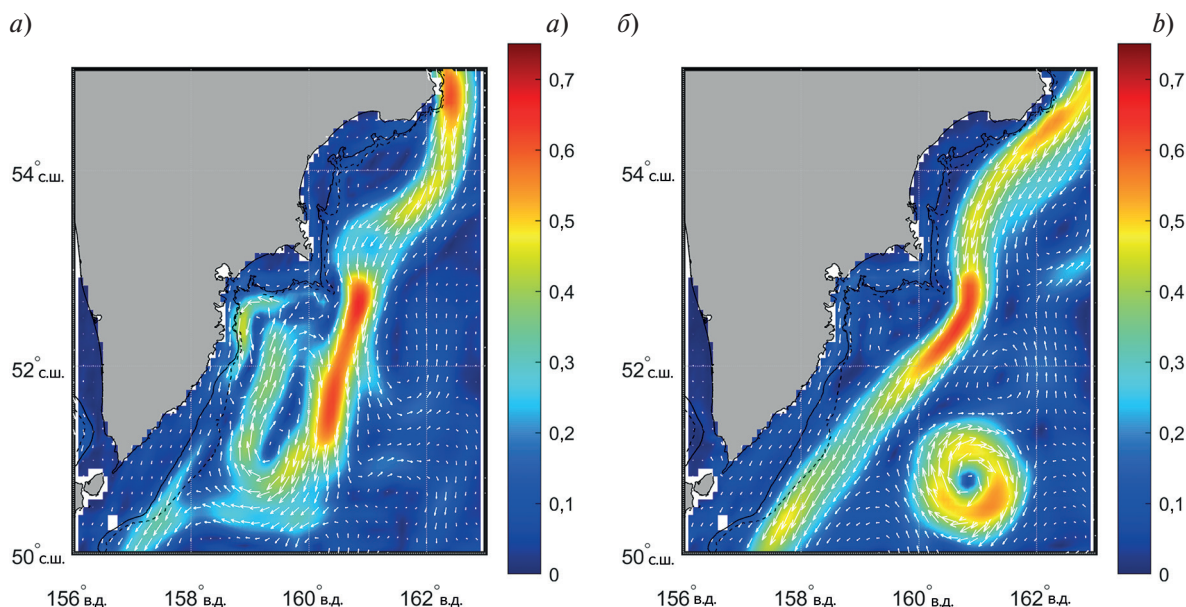 а) a) б) b)
0,7 0,7
0,6 0,6
54° с.ш. 54° с.ш.
0,5 0,5
0,4 0,4
0,3 0,3
52° с.ш. 52° с.ш.
0,2 0,2
0,1 0,1
50° с.ш. 0 50° с.ш. 0
156° в.д. 158° в.д. 160° в.д. 162° в.д. 156° в.д. 158° в.д. 160° в.д. 162° в.д.